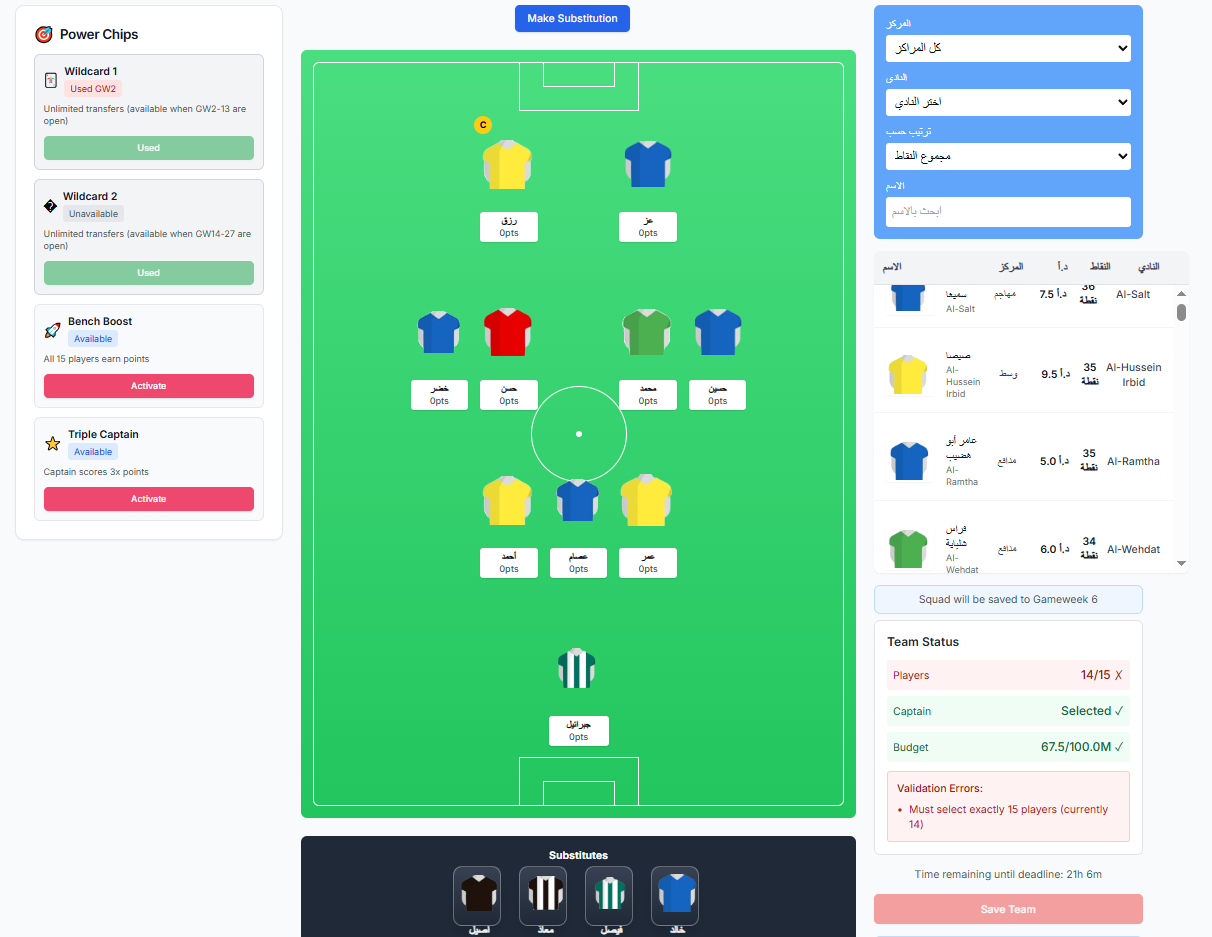 Power Chips
Wildcard 1
Used GW2
Unlimited transfers (available when GW2-13 are
open)
Used
Wildcard 2
Unavailable
Unlimited transfers (available when GW14-27 are
open)
Used
Bench Boost
Available
All 15 players earn points
Activate
Triple Captain
Available
Captain scores 3x points
Activate
Make Substitution
C
رزق
0pts
عز
0pts
خضر
0pts
حسن
0pts
محمد
0pts
حسين
0pts
أحمد
0pts
عصام
0pts
عمر
0pts
جبرائيل
0pts
Substitutes
اصيل
معاذ
فيصل
خالد
المركز
كل المراكز
النادي
اختر النادي
ترتيب حسب
مجموع النقاط
الاسم
ابحث بالاسم
الاسم المركز د.أ النقاط النادي
سميها
Al-Salt
مهاجم
7.5 د.أ
36
نقطة
Al-Salt
صيصا
Al-
Hussein
Irbid
وسط
9.5 د.أ
35
نقطة
Al-Hussein
Irbid
عامر أبو
هضيب
Al-
Ramtha
مدافع
5.0 د.أ
35
نقطة
Al-Ramtha
فراس
شلباية
Al-
Wehdat
مدافع
6.0 د.أ
34
نقطة
Al-Wehdat
Squad will be saved to Gameweek 6
Team Status
Players 14/15 X
Captain Selected ✓
Budget 67.5/100.0M ✓
Validation Errors:
• Must select exactly 15 players (currently
14)
Time remaining until deadline: 21h 6m
Save Team